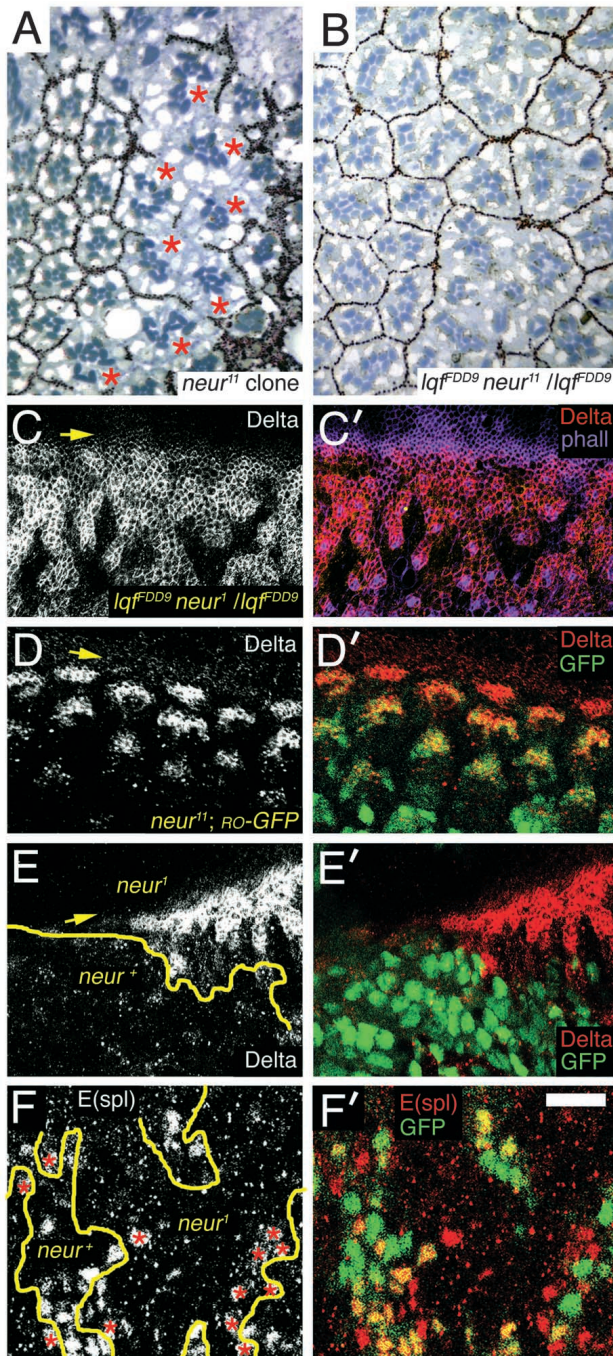 A
neur¹¹ clone
B
lqfᶠᴰᴰ⁹ neur¹¹ /lqfᶠᴰᴰ⁹
C
Delta
lqfᶠᴰᴰ⁹ neur¹ /lqfᶠᴰᴰ⁹
C'
Delta
phall
D
Delta
neur¹¹; RO-GFP
D'
Delta
GFP
E
neur¹
neur⁺
Delta
E'
Delta
GFP
F
E(spl)
neur¹
neur⁺
F'
E(spl)
GFP